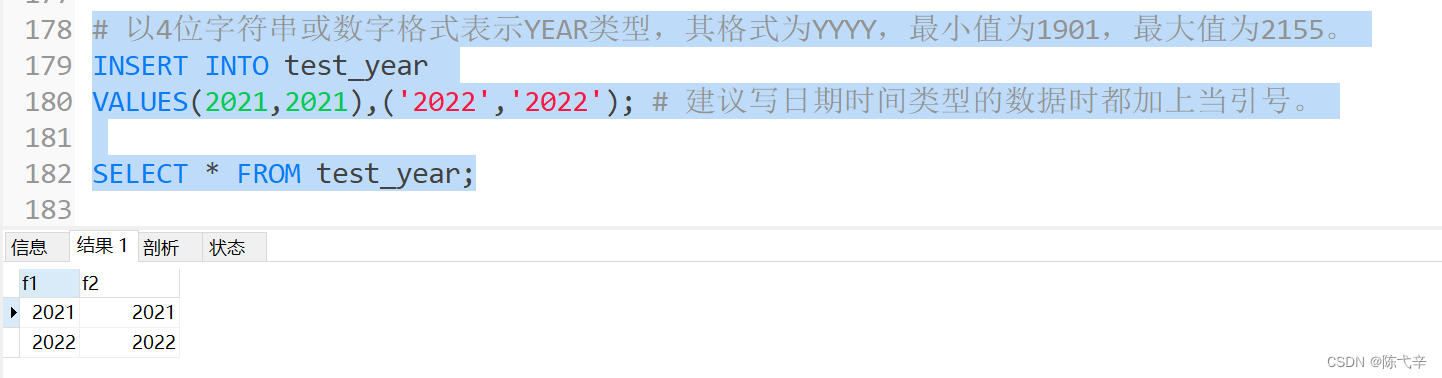 177
178 # 以4位字符串或数字格式表示YEAR类型，其格式为YYYY，最小值为1901，最大值为2155。
179 INSERT INTO test_year
180 VALUES(2021,2021),('2022','2022'); # 建议写日期时间类型的数据时都加上当引号。
181
182 SELECT * FROM test_year;
183
信息 结果 1 剖析 状态
f1 f2
2021 2021
2022 2022
CSDN @陈弋辛